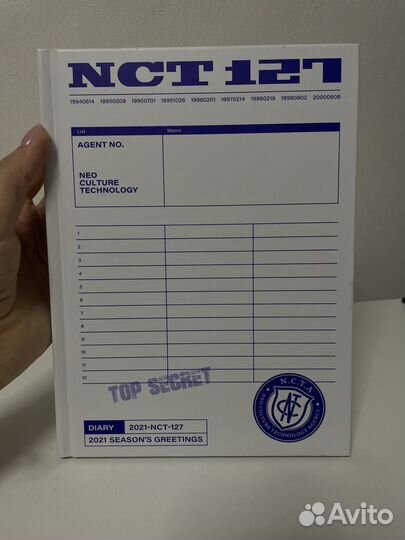 NCT 127
19940614 19950209 19950701 19951026 19960201 19970214 19980219 19990802 20000606
List Memo
AGENT NO.
NEO
CULTURE
TECHNOLOGY
1
2
3
4
5
6
7
8
9
10
11
12
TOP SECRET
N.C.T.A
NEO CULTURE TECHNOLOGY AGENCY
NCT
DIARY 2021-NCT-127
2021 SEASON'S GREETINGS
Avito